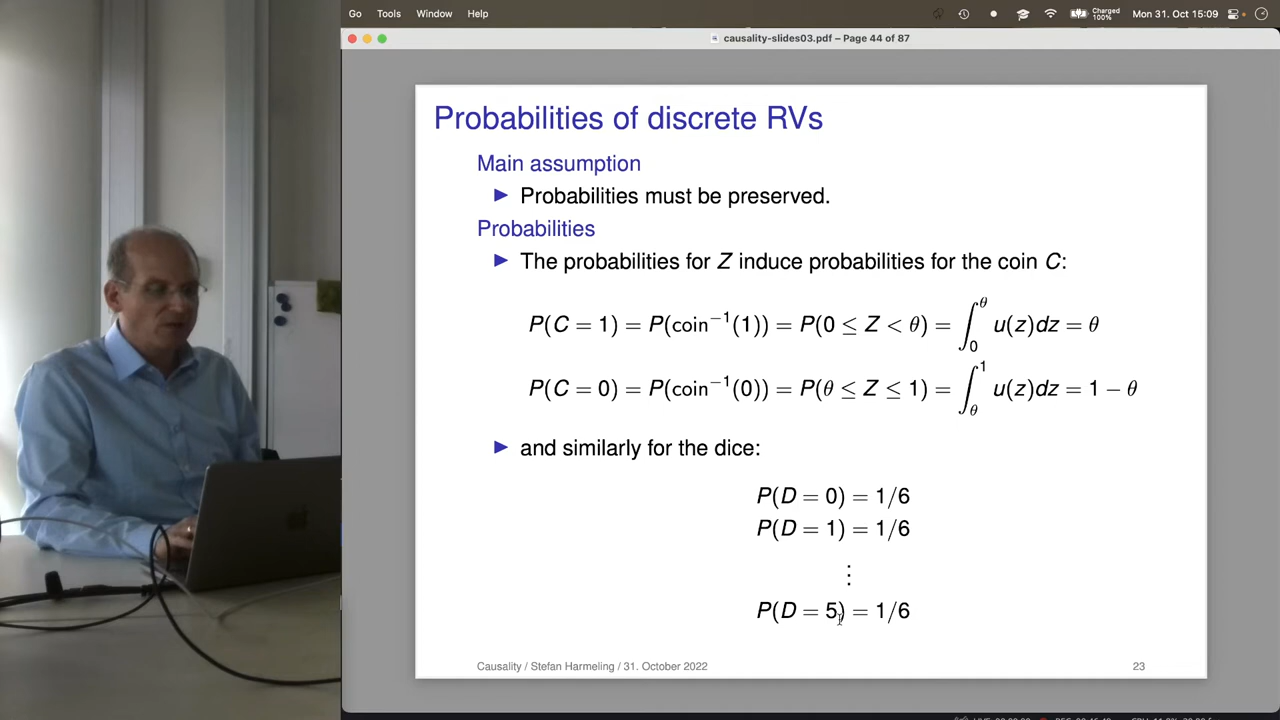 Go Tools Window Help Charged 100% Mon 31. Oct 15:09
causality-slides03.pdf – Page 44 of 87
Probabilities of discrete RVs
Main assumption
▶ Probabilities must be preserved.
Probabilities
▶ The probabilities for Z induce probabilities for the coin C:
P(C = 1) = P(coin⁻¹(1)) = P(0 ≤ Z < θ) = ∫₀^θ u(z)dz = θ
P(C = 0) = P(coin⁻¹(0)) = P(θ ≤ Z ≤ 1) = ∫_θ^1 u(z)dz = 1 − θ
▶ and similarly for the dice:
P(D = 0) = 1/6
P(D = 1) = 1/6
⋮
P(D = 5) = 1/6
Causality / Stefan Harmeling / 31. October 2022 23